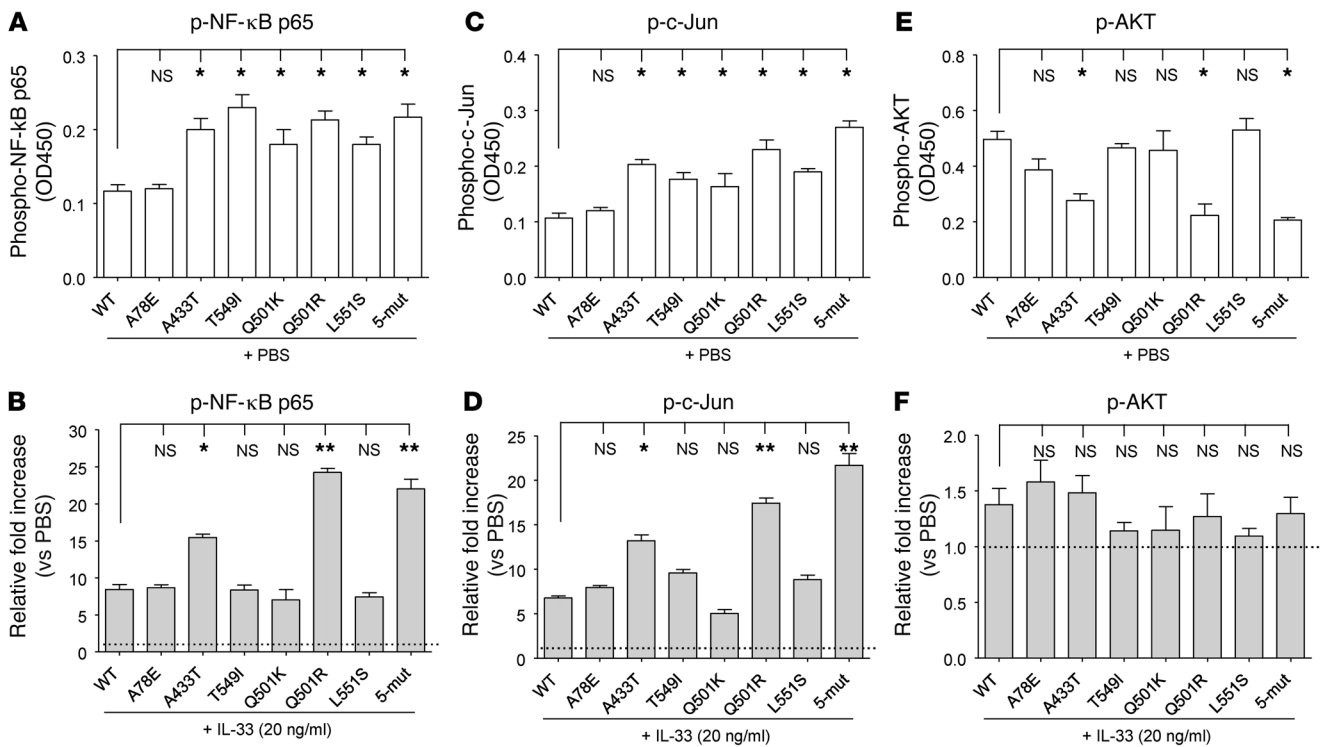 A
p-NF-κB p65
Phospho-NF-kB p65
(OD450)
0.3
0.2
0.1
0.0
NS * * * * * *
WT A78E A433T T549I Q501K Q501R L551S 5-mut
+ PBS
C
p-c-Jun
Phospho-c-Jun
(OD450)
0.4
0.3
0.2
0.1
0.0
NS * * * * * *
WT A78E A433T T549I Q501K Q501R L551S 5-mut
+ PBS
E
p-AKT
Phospho-AKT
(OD450)
0.8
0.6
0.4
0.2
0.0
NS * NS NS * NS *
WT A78E A433T T549I Q501K Q501R L551S 5-mut
+ PBS
B
p-NF-κB p65
Relative fold increase
(vs PBS)
30
25
20
15
10
5
0
NS * NS NS ** NS **
WT A78E A433T T549I Q501K Q501R L551S 5-mut
+ IL-33 (20 ng/ml)
D
p-c-Jun
Relative fold increase
(vs PBS)
25
20
15
10
5
0
NS * NS NS ** NS **
WT A78E A433T T549I Q501K Q501R L551S 5-mut
+ IL-33 (20 ng/ml)
F
p-AKT
Relative fold increase
(vs PBS)
2.0
1.5
1.0
0.5
0.0
NS NS NS NS NS NS NS
WT A78E A433T T549I Q501K Q501R L551S 5-mut
+ IL-33 (20 ng/ml)